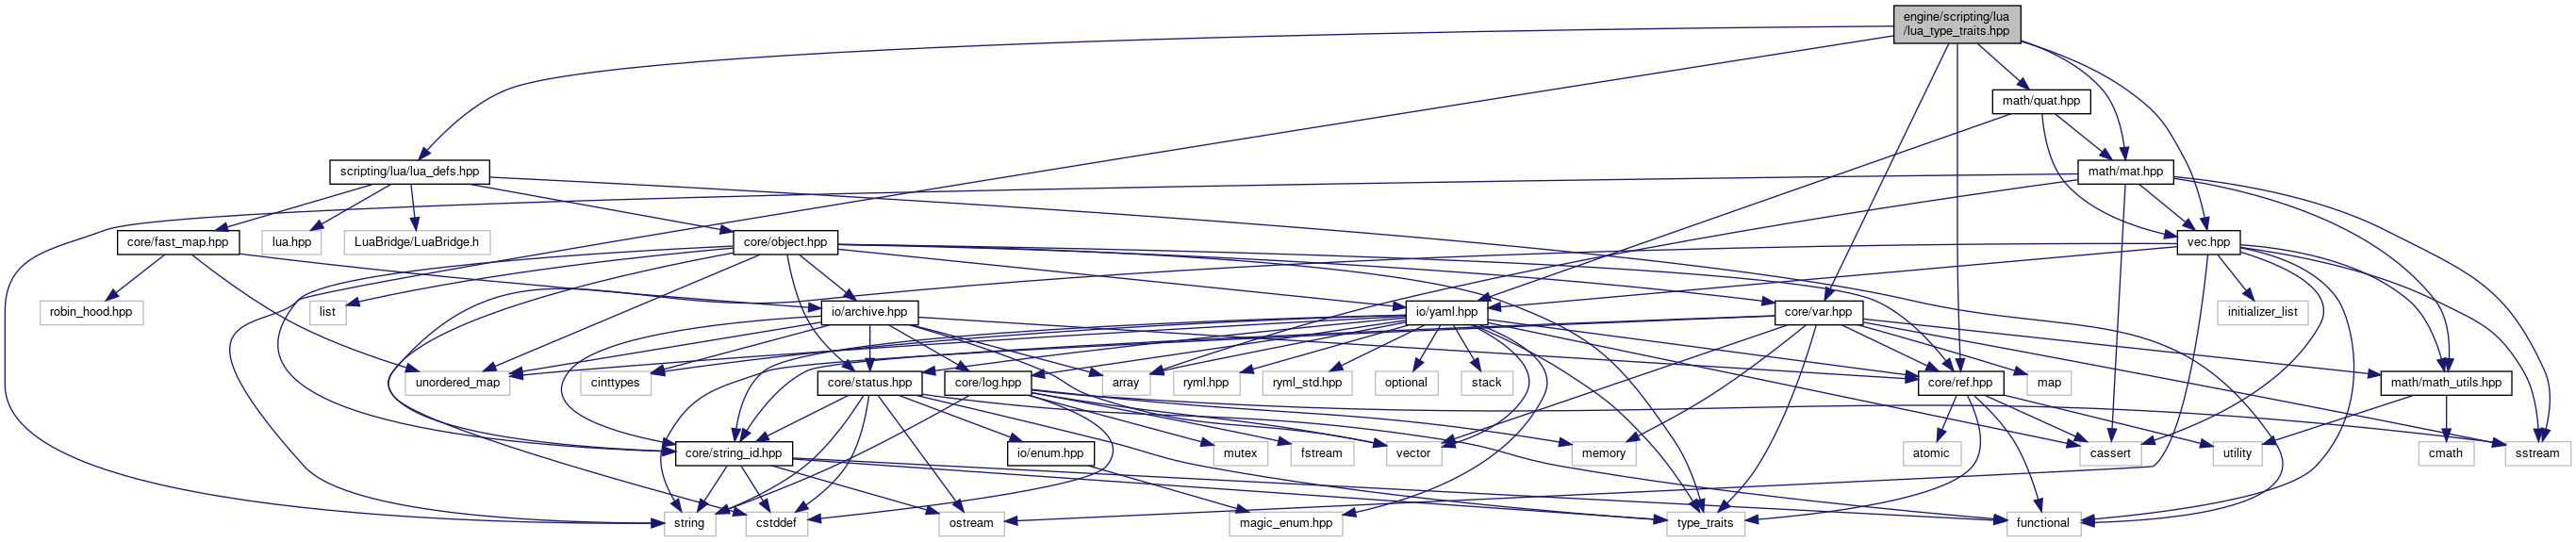 engine/scripting/lua
/lua_type_traits.hpp
math/quat.hpp
scripting/lua/lua_defs.hpp
math/mat.hpp
core/fast_map.hpp
lua.hpp
LuaBridge/LuaBridge.h
core/object.hpp
vec.hpp
robin_hood.hpp
list
io/archive.hpp
io/yaml.hpp
core/var.hpp
initializer_list
unordered_map
cinttypes
core/status.hpp
core/log.hpp
array
ryml.hpp
ryml_std.hpp
optional
stack
core/ref.hpp
map
math/math_utils.hpp
core/string_id.hpp
io/enum.hpp
mutex
fstream
vector
memory
atomic
cassert
utility
cmath
sstream
string
cstddef
ostream
magic_enum.hpp
type_traits
functional